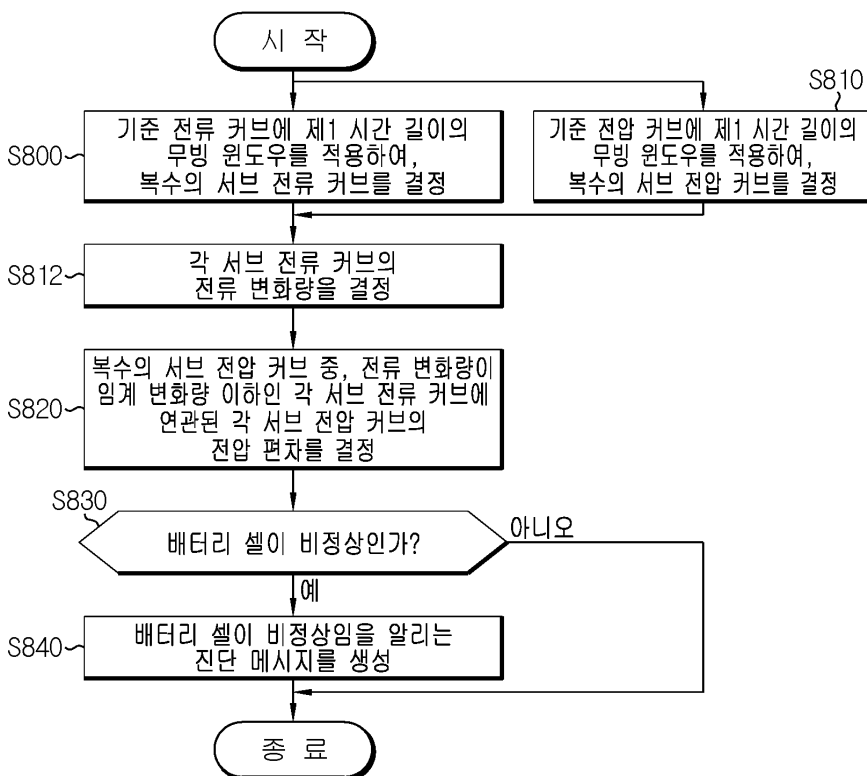 시 작
S800
기준 전류 커브에 제1 시간 길이의
무빙 윈도우를 적용하여,
복수의 서브 전류 커브를 결정
S810
기준 전압 커브에 제1 시간 길이의
무빙 윈도우를 적용하여,
복수의 서브 전압 커브를 결정
S812
각 서브 전류 커브의
전류 변화량을 결정
S820
복수의 서브 전압 커브 중, 전류 변화량이
임계 변화량 이하인 각 서브 전류 커브에
연관된 각 서브 전압 커브의
전압 편차를 결정
S830
배터리 셀이 비정상인가?
아니오
예
S840
배터리 셀이 비정상임을 알리는
진단 메시지를 생성
종 료